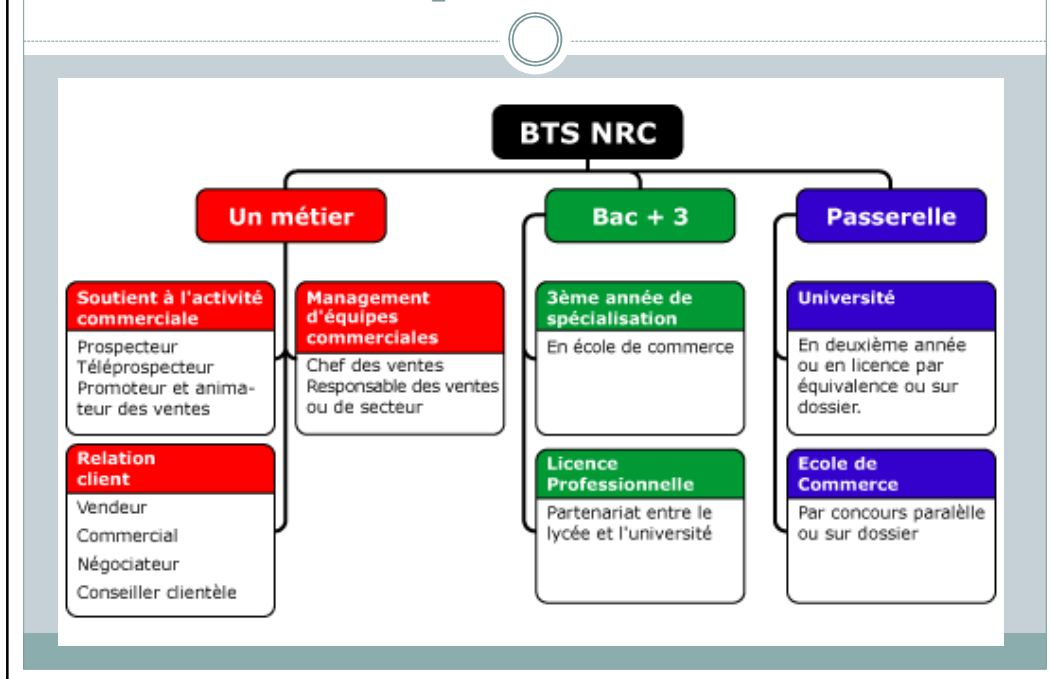 BTS NRC
Un métier
Bac + 3
Passerelle
Soutient à l'activité
commerciale
Prospecteur
Téléprospecteur
Promoteur et anima-
teur des ventes
Management
d'équipes
commerciales
Chef des ventes
Responsable des ventes
ou de secteur
3ème année de
spécialisation
En école de commerce
Université
En deuxième année
ou en licence par
équivalence ou sur
dossier.
Relation
client
Vendeur
Commercial
Négociateur
Conseiller clientèle
Licence
Professionnelle
Partenariat entre le
lycée et l'université
Ecole de
Commerce
Par concours paralèlle
ou sur dossier